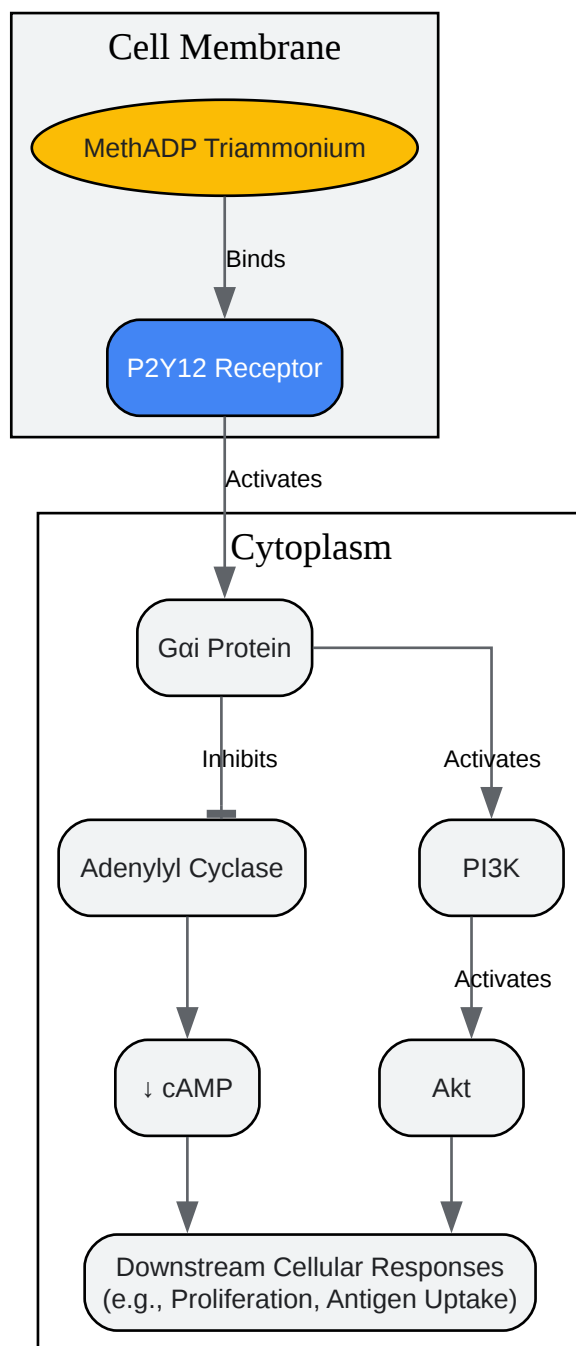 Cell Membrane
MethADP Triammonium
Binds
P2Y12 Receptor
Activates
Cytoplasm
Gαi Protein
Inhibits
Activates
Adenylyl Cyclase
PI3K
Activates
↓ cAMP
Akt
Downstream Cellular Responses
(e.g., Proliferation, Antigen Uptake)